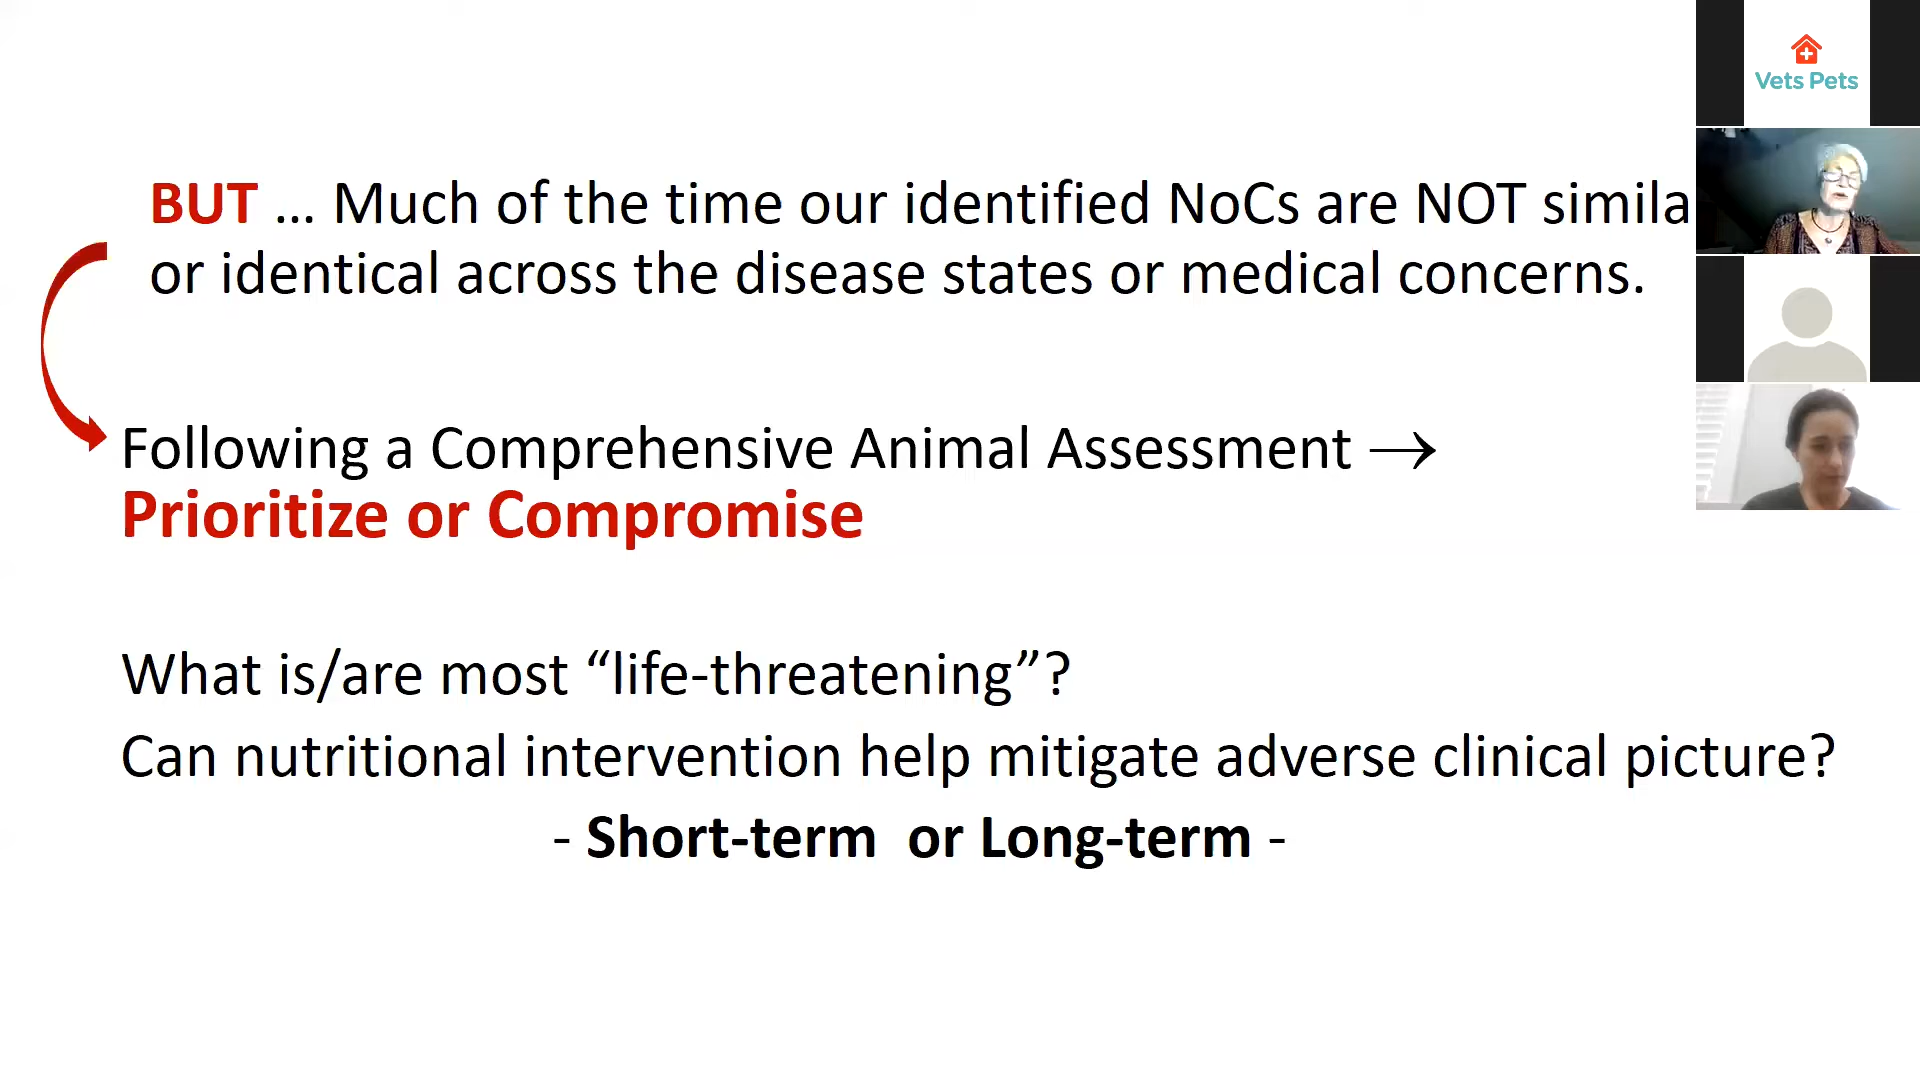 Vets Pets
BUT ... Much of the time our identified NoCs are NOT simila
or identical across the disease states or medical concerns.
Following a Comprehensive Animal Assessment →
Prioritize or Compromise
What is/are most “life-threatening”?
Can nutritional intervention help mitigate adverse clinical picture?
- Short-term or Long-term -